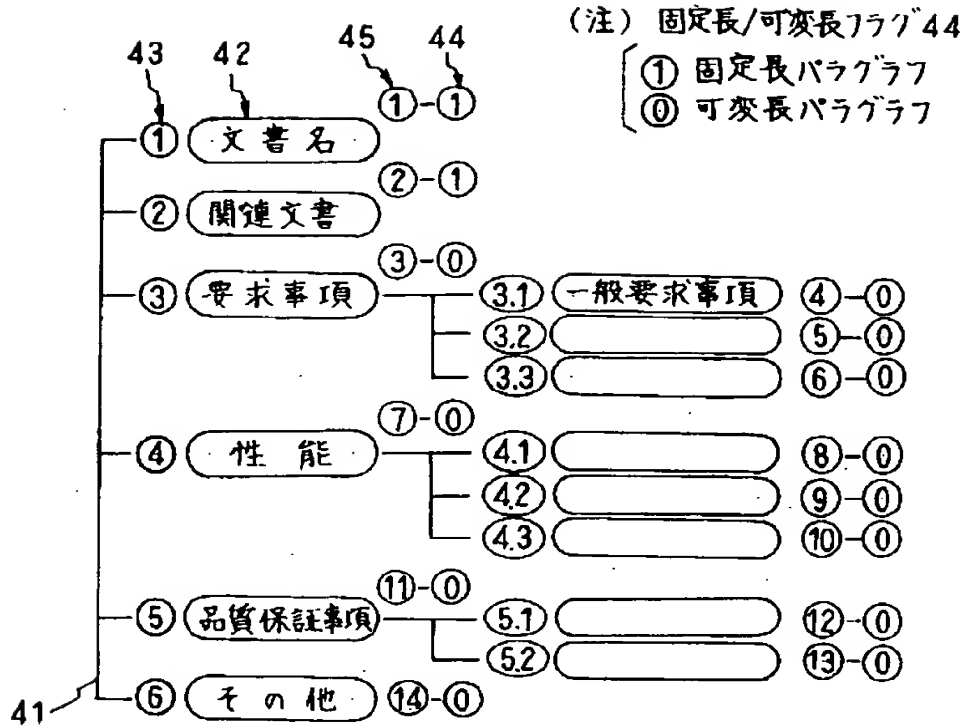 (注) 固定長/可変長フラグ44
① 固定長パラグラフ
⓪ 可変長パラグラフ
43 42 45 44
①-①
① 文書名
②-①
② 関連文書
③-⓪
③ 要求事項 3.1 一般要求事項 ④-⓪
3.2 ⑤-⓪
3.3 ⑥-⓪
⑦-⓪
④ 性能 4.1 ⑧-⓪
4.2 ⑨-⓪
4.3 ⑩-⓪
⑪-⓪
⑤ 品質保証事項 5.1 ⑫-⓪
5.2 ⑬-⓪
⑥ その他 ⑭-⓪
41